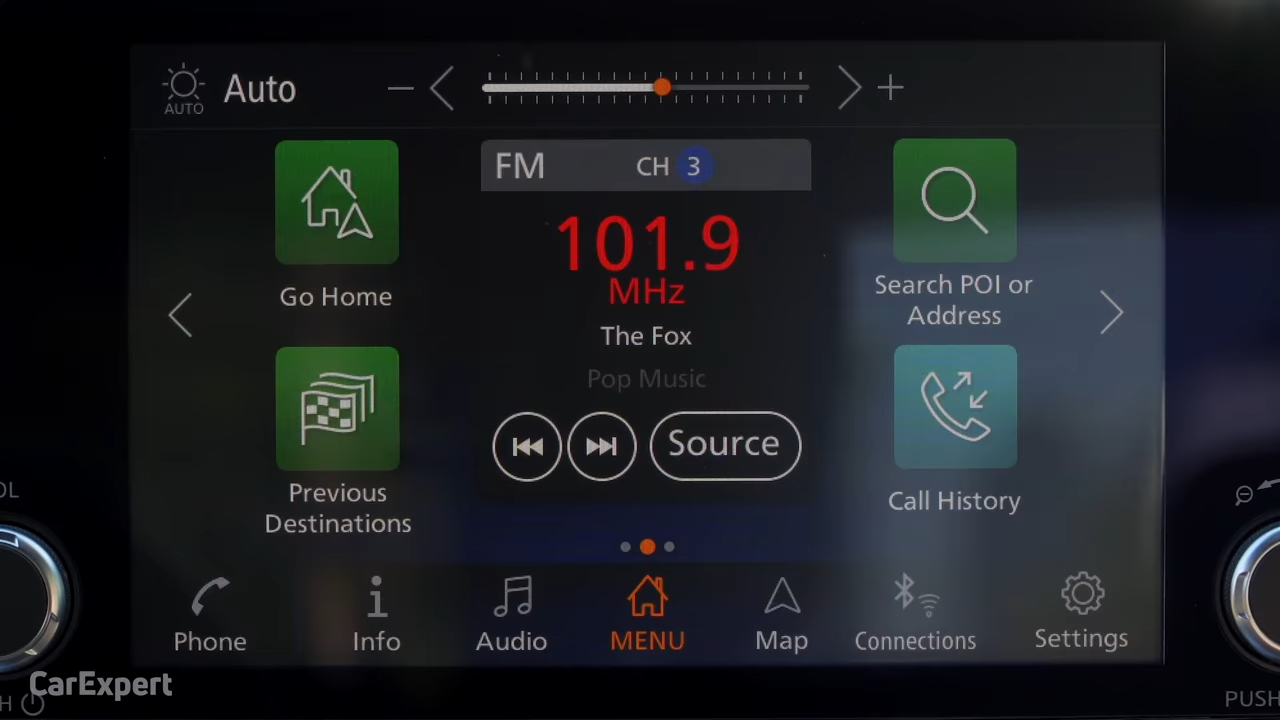 AUTO
Auto
FM
CH 3
101.9
MHz
The Fox
Pop Music
Source
Go Home
Previous
Destinations
Search POI or
Address
Call History
Phone
Info
Audio
MENU
Map
Connections
Settings
OL
H
PUSH
CarExpert